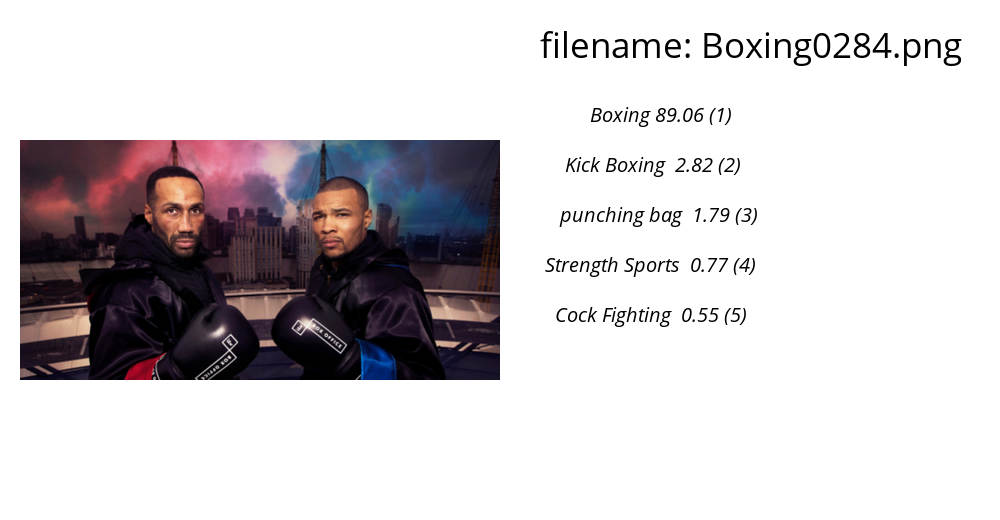 filename: Boxing0284.png
Boxing 89.06 (1)
Kick Boxing 2.82 (2)
punching bag 1.79 (3)
Strength Sports 0.77 (4)
Cock Fighting 0.55 (5)
BOX OFFICE
BOX OFFICE